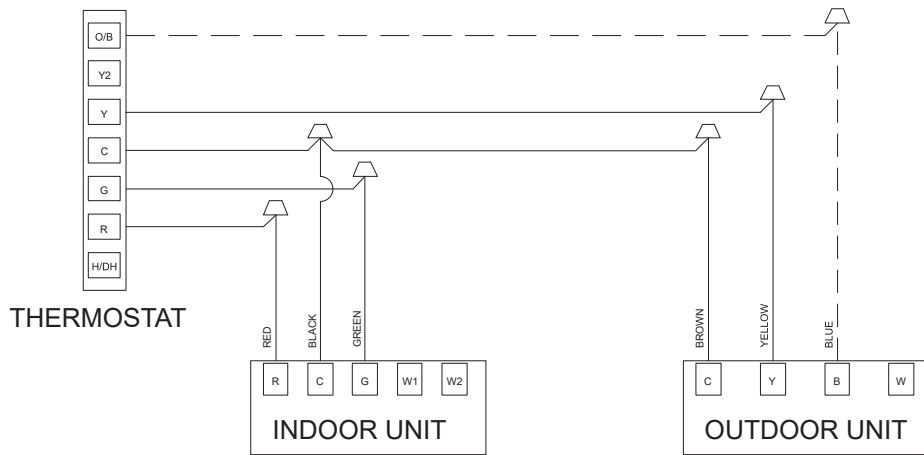 O/B
Y2
Y
C
G
R
H/DH
THERMOSTAT
RED
BLACK
GREEN
BROWN
YELLOW
BLUE
R C G W1 W2
INDOOR UNIT
C Y B W
OUTDOOR UNIT